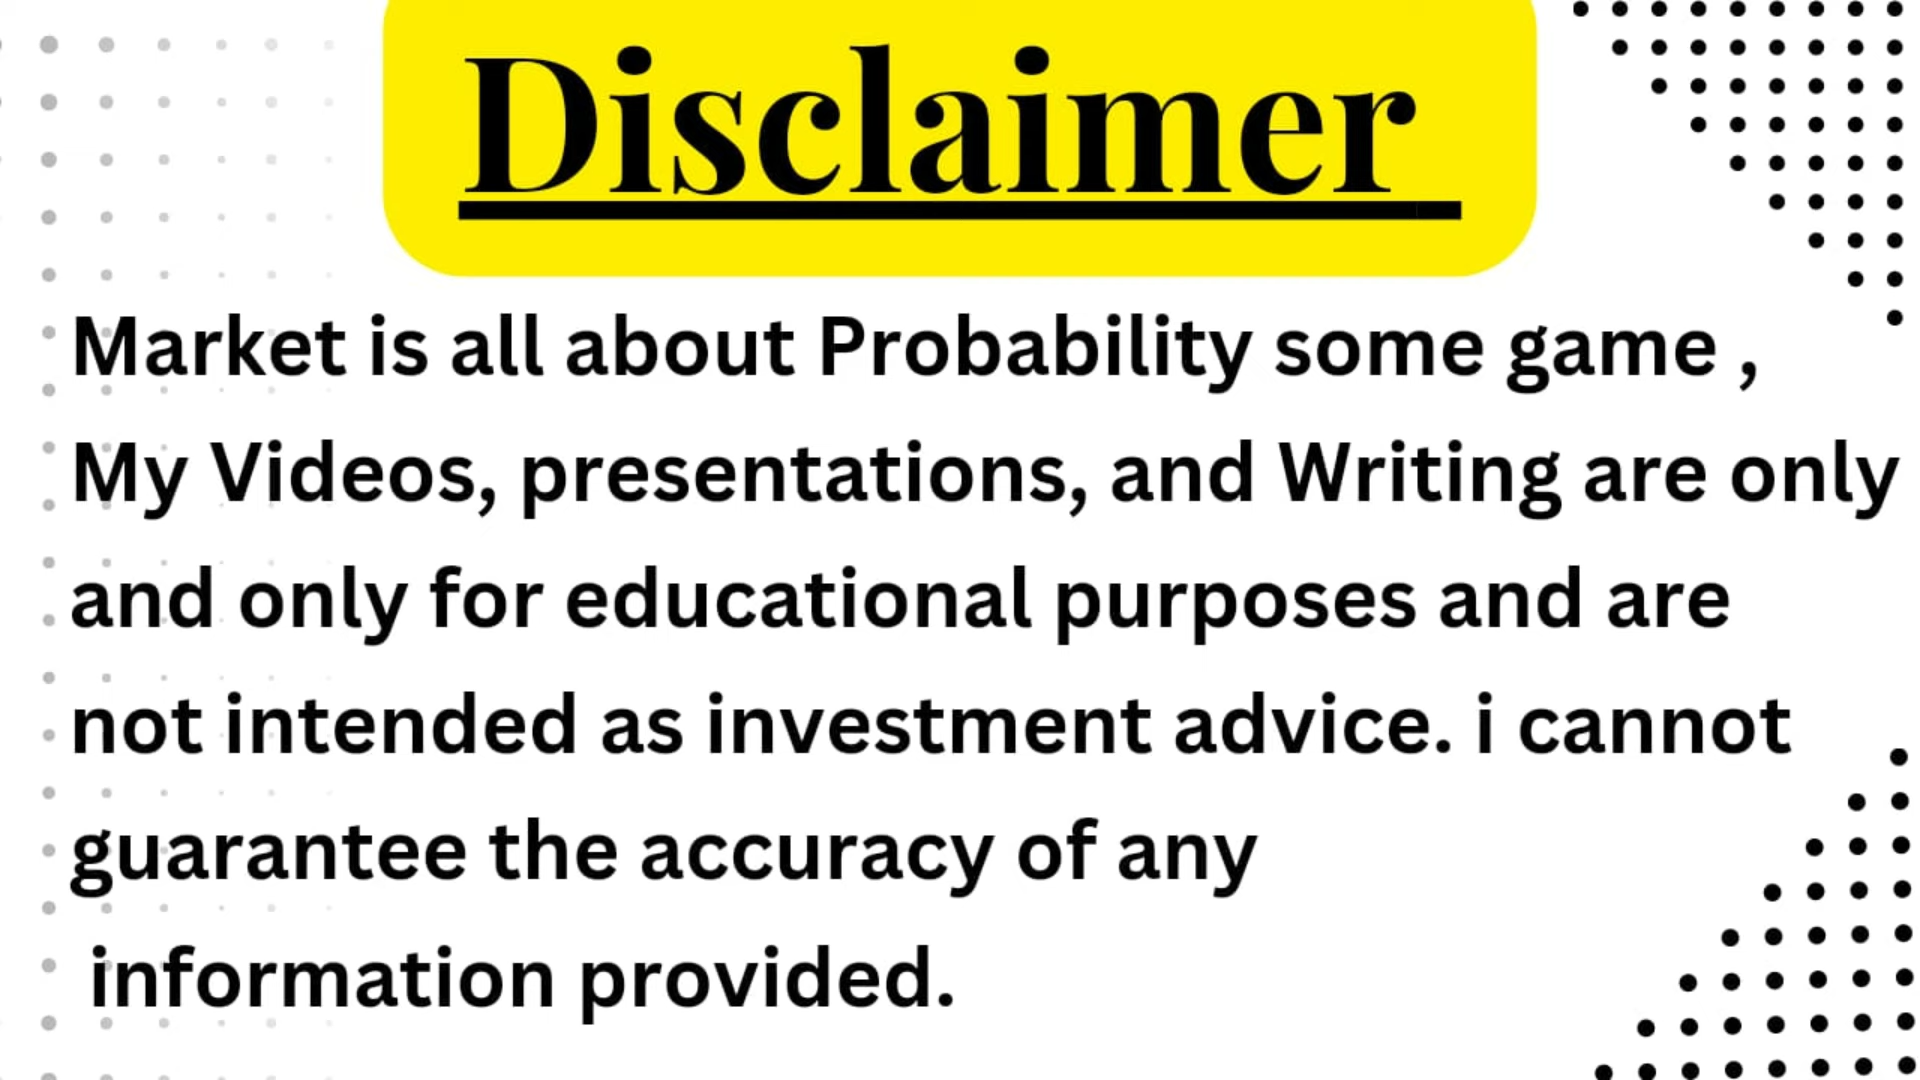 Disclaimer
Market is all about Probability some game ,
My Videos, presentations, and Writing are only
and only for educational purposes and are
not intended as investment advice. i cannot
guarantee the accuracy of any
information provided.